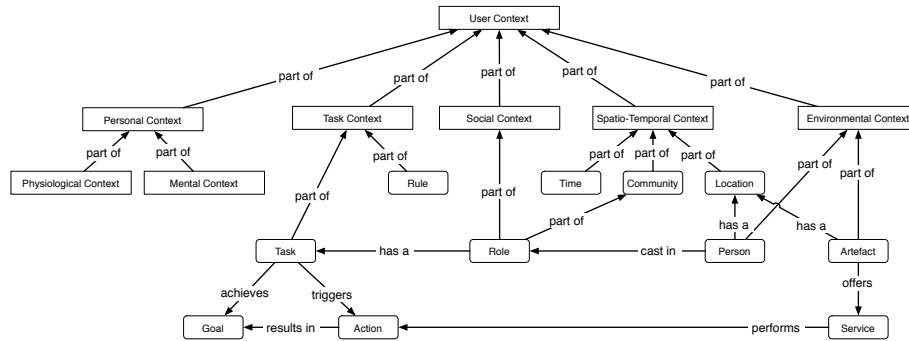 User Context
part of
part of
part of
part of
part of
Personal Context
Task Context
Social Context
Spatio-Temporal Context
Environmental Context
part of
part of
part of
part of
part of
part of
part of
part of
Physiological Context
Mental Context
Rule
Time
Community
Location
part of
part of
part of
has a
has a
Task
has a
Role
cast in
Person
Artefact
achieves
triggers
offers
Goal
results in
Action
performs
Service